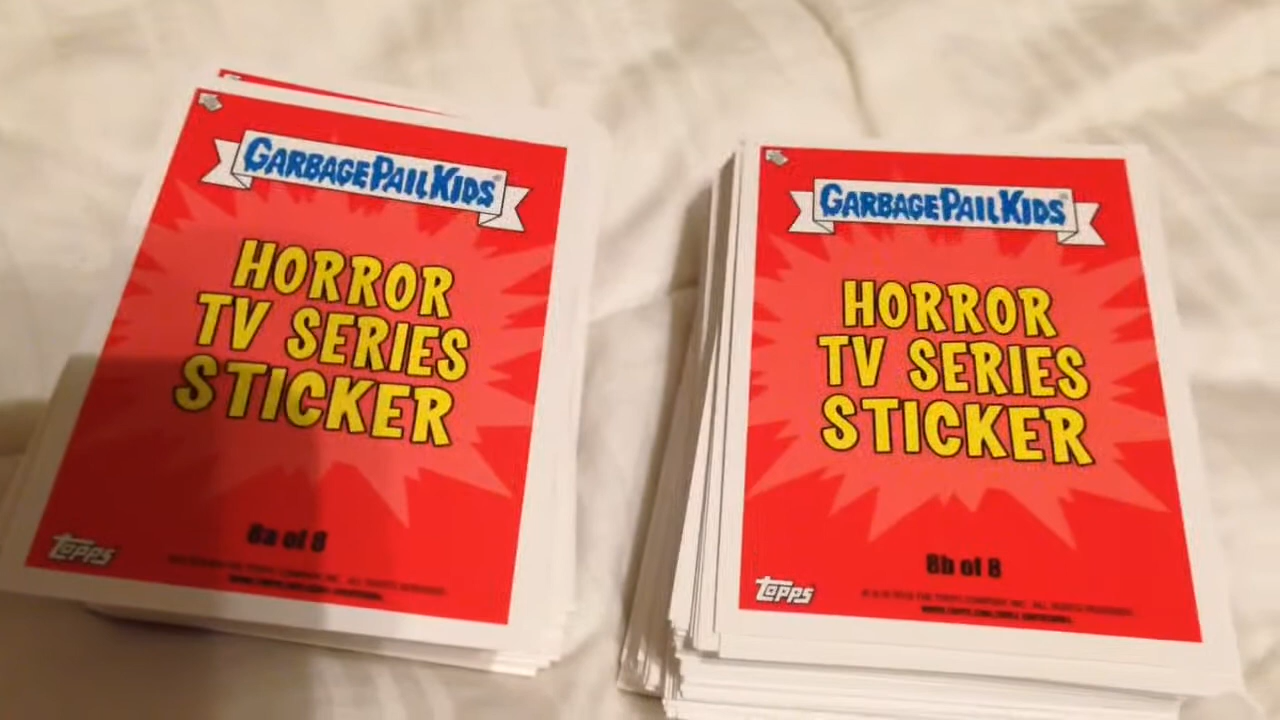 GARBAGE PAIL KIDS
HORROR
TV SERIES
STICKER
8a of 8
topps
GARBAGE PAIL KIDS
HORROR
TV SERIES
STICKER
8b of 8
topps